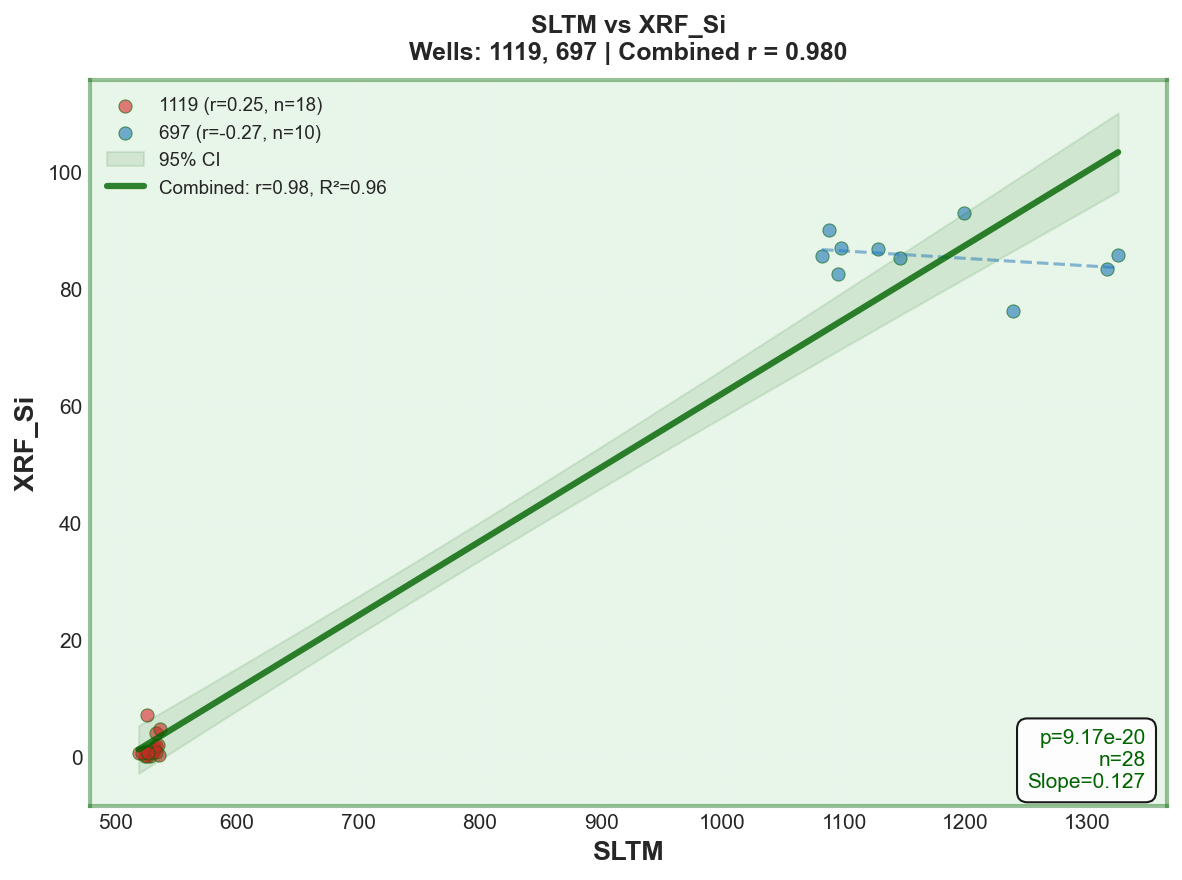 SLTM vs XRF_Si
Wells: 1119, 697 | Combined r = 0.980
1119 (r=0.25, n=18)
697 (r=-0.27, n=10)
95% CI
Combined: r=0.98, R²=0.96
100
80
60
40
20
0
XRF_Si
p=9.17e-20
n=28
Slope=0.127
500 600 700 800 900 1000 1100 1200 1300
SLTM